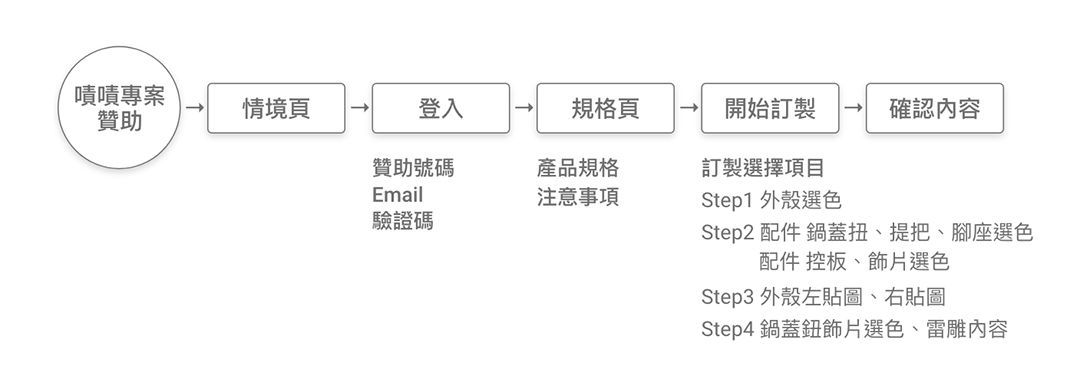 嘖嘖專案
贊助
情境頁
登入
規格頁
開始訂製
確認內容
贊助號碼
Email
驗證碼
產品規格
注意事項
訂製選擇項目
Step1 外殼選色
Step2 配件 鍋蓋扭、提把、腳座選色
配件 控板、飾片選色
Step3 外殼左貼圖、右貼圖
Step4 鍋蓋鈕飾片選色、雷雕內容